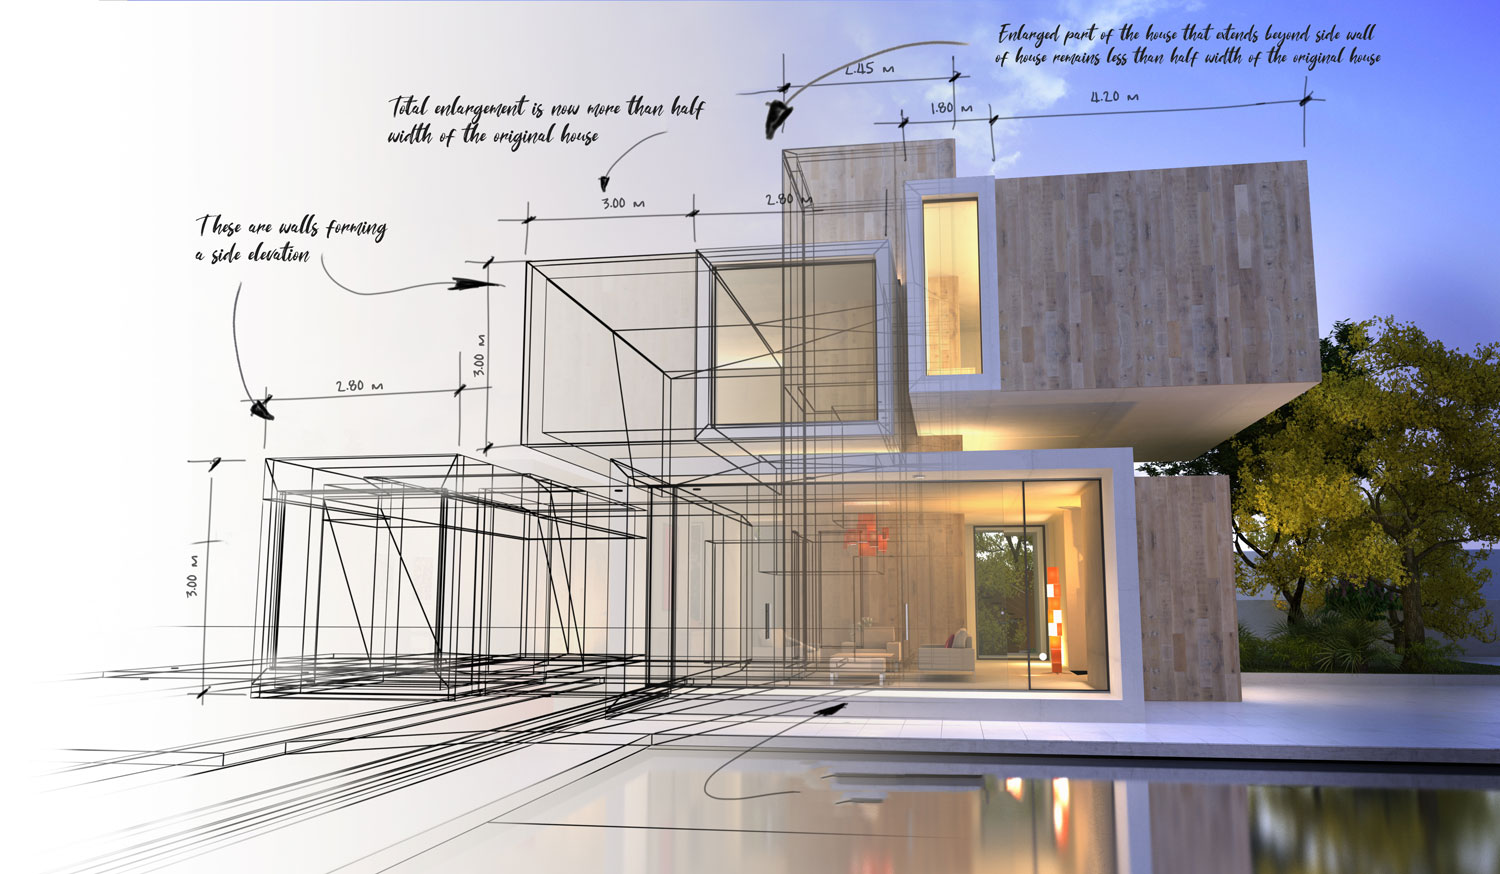 Enlarged part of the house that extends beyond side wall
of house remains less than half width of the original house
2.45 M
1.80 M
4.20 M
Total enlargement is now more than half
width of the original house
3.00 M
2.80 M
These are walls forming
a side elevation
3.00 M
2.80 M
3.00 M